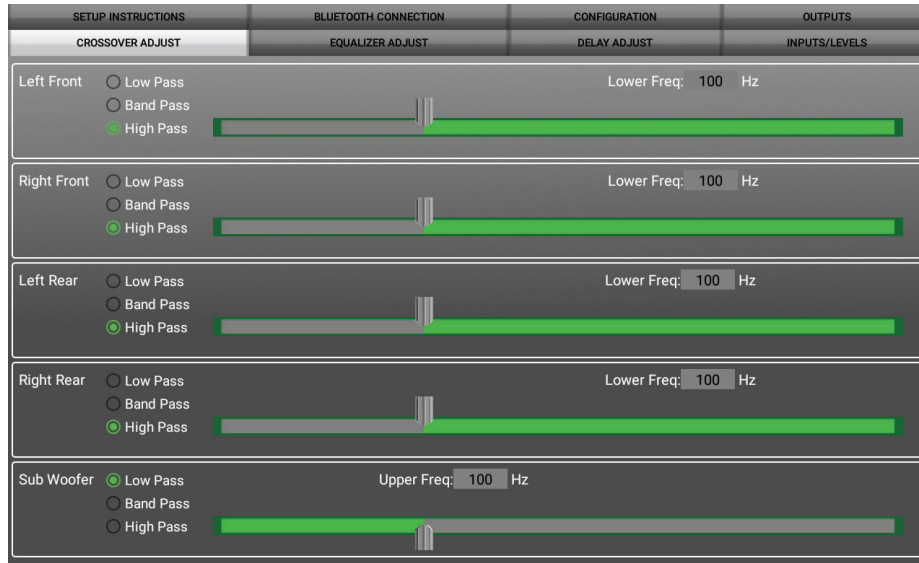 SETUP INSTRUCTIONS BLUETOOTH CONNECTION CONFIGURATION OUTPUTS
CROSSOVER ADJUST EQUALIZER ADJUST DELAY ADJUST INPUTS/LEVELS
Left Front Low Pass Lower Freq: 100 Hz
Band Pass
High Pass
Right Front Low Pass Lower Freq: 100 Hz
Band Pass
High Pass
Left Rear Low Pass Lower Freq: 100 Hz
Band Pass
High Pass
Right Rear Low Pass Lower Freq: 100 Hz
Band Pass
High Pass
Sub Woofer Low Pass Upper Freq: 100 Hz
Band Pass
High Pass